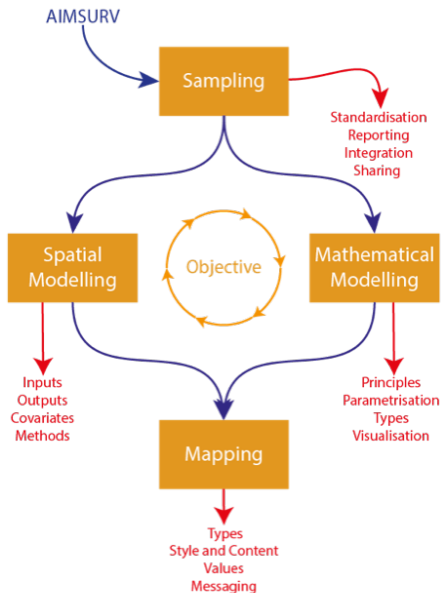 AIMSURV
Sampling
Standardisation
Reporting
Integration
Sharing
Spatial
Modelling
Objective
Mathematical
Modelling
Inputs
Outputs
Covariates
Methods
Principles
Parametrisation
Types
Visualisation
Mapping
Types
Style and Content
Values
Messaging